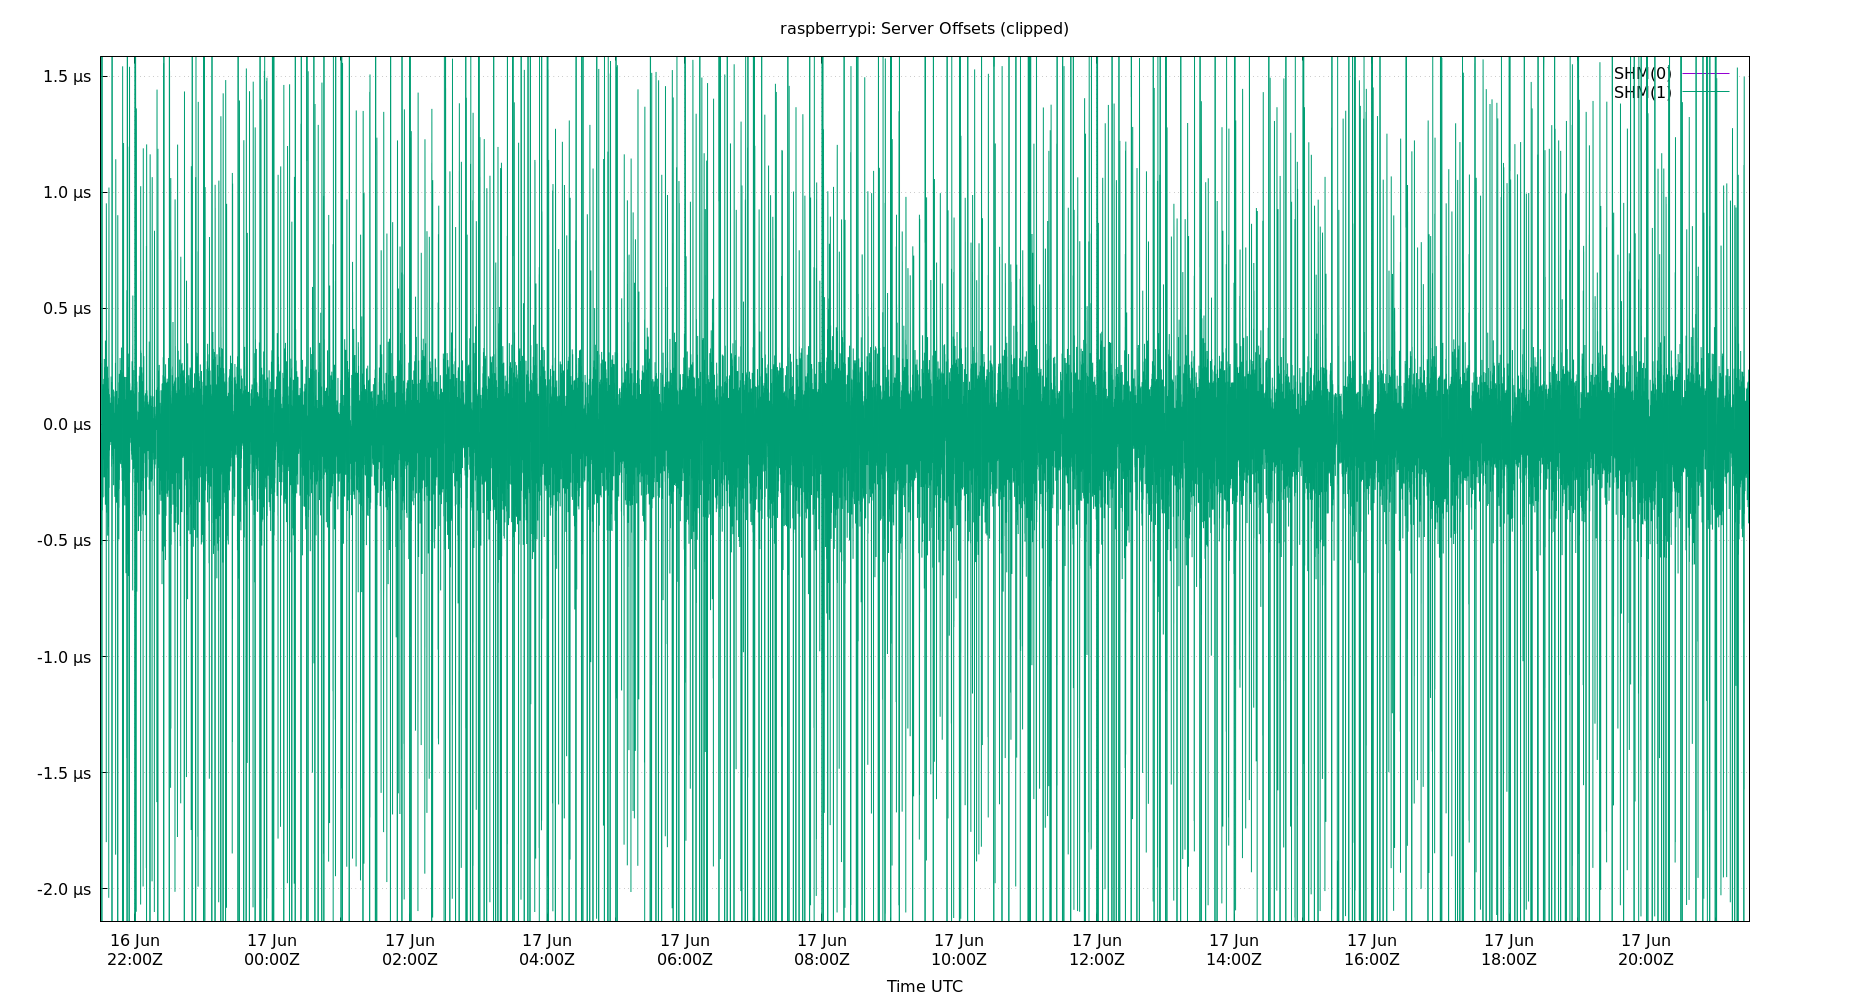 raspberrypi: Server Offsets (clipped)
SHM(0)
SHM(1)
1.5 µs
1.0 µs
0.5 µs
0.0 µs
-0.5 µs
-1.0 µs
-1.5 µs
-2.0 µs
16 Jun 17 Jun 17 Jun 17 Jun 17 Jun 17 Jun 17 Jun 17 Jun 17 Jun 17 Jun 17 Jun 17 Jun
22:00Z 00:00Z 02:00Z 04:00Z 06:00Z 08:00Z 10:00Z 12:00Z 14:00Z 16:00Z 18:00Z 20:00Z
Time UTC